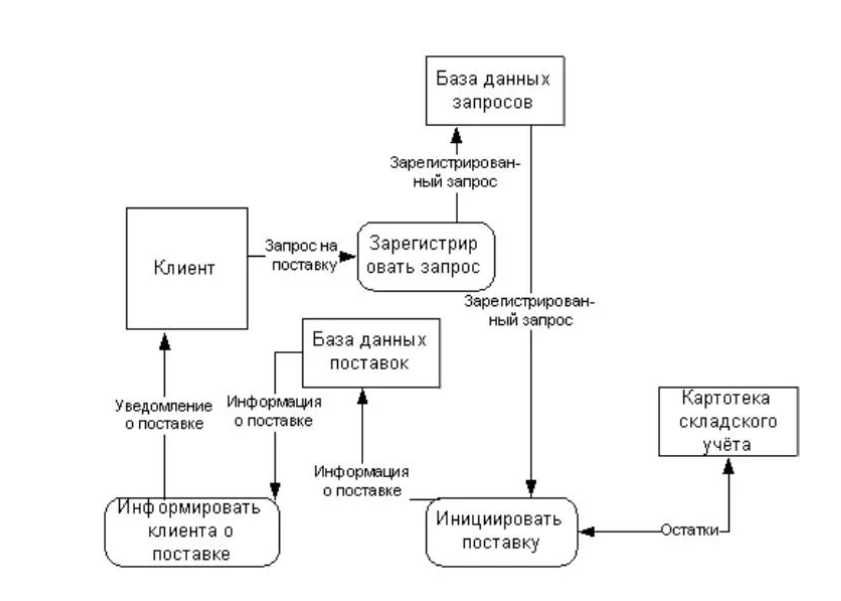 База данных
запросов
Зарегистрирован-
ный запрос
Клиент
Запрос на
поставку
Зарегистрир
овать запрос
Зарегистрирован-
ный запрос
База данных
поставок
Уведомление
о поставке
Информация
о поставке
Картотека
складского
учёта
Информация
о поставке
Информировать
клиента о
поставке
Инициировать
поставку
Остатки